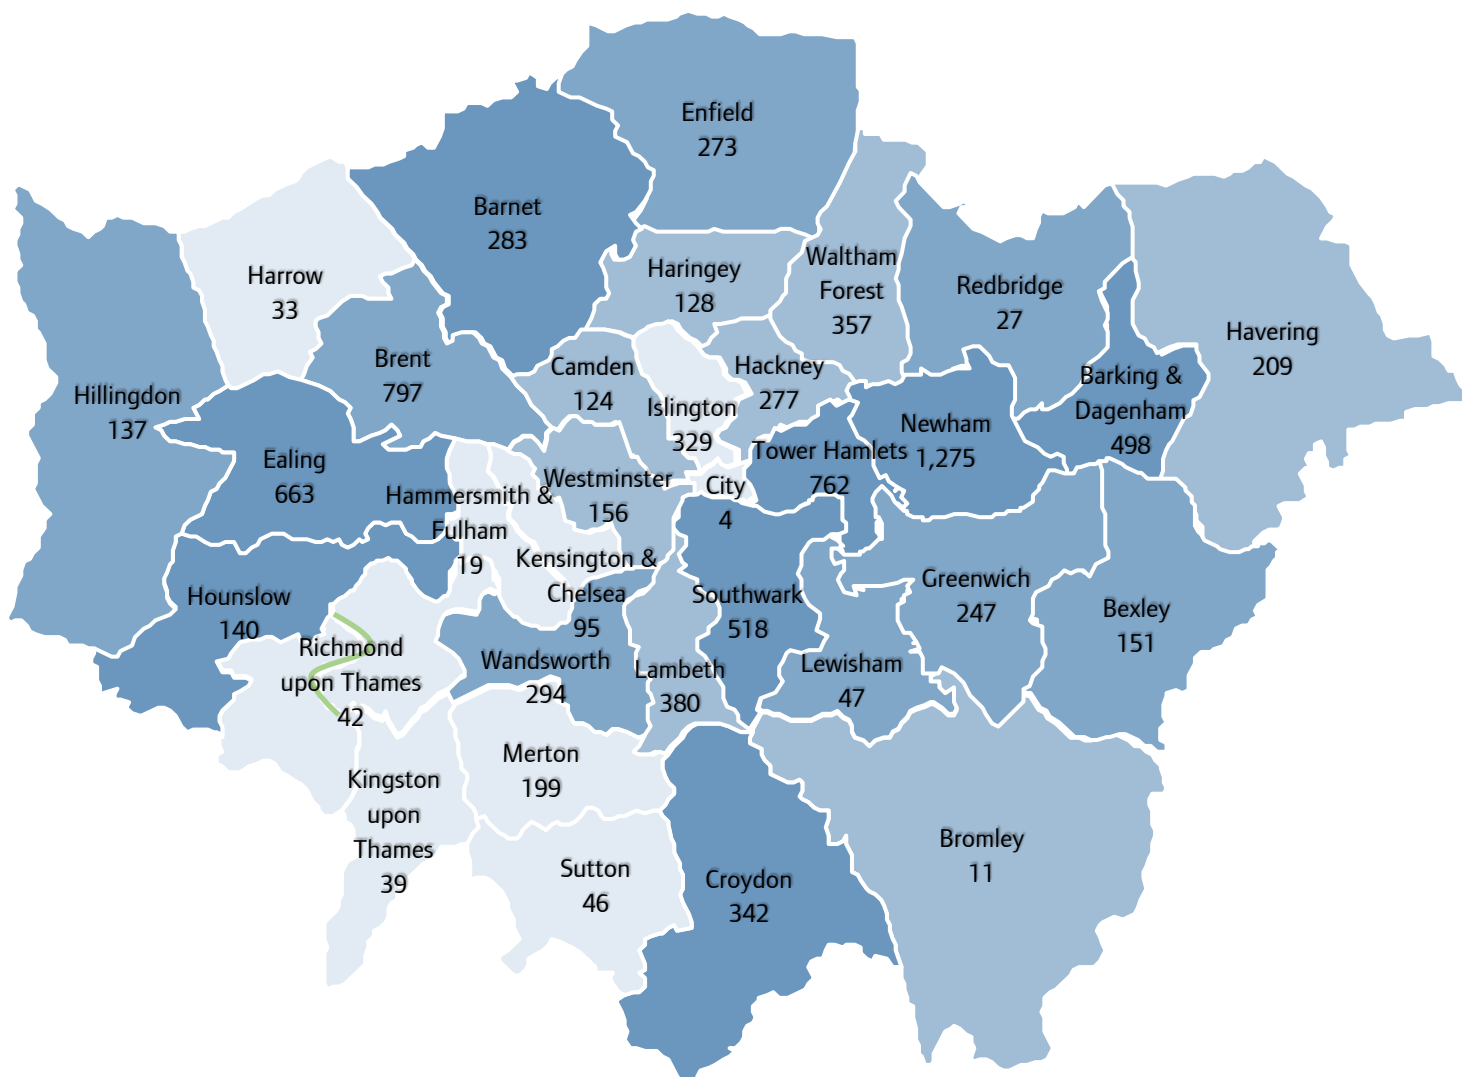 Enfield
273
Barnet
283
Harrow
33
Haringey
128
Waltham
Forest
357
Redbridge
27
Havering
209
Hillingdon
137
Brent
797
Camden
124
Islington
329
Hackney
277
Barking &
Dagenham
498
Newham
1,275
Tower Hamlets
762
Ealing
663
Hammersmith &
Fulham
19
Westminster
156
City
4
Kensington &
Chelsea
95
Hounslow
140
Richmond
upon Thames
42
Wandsworth
294
Lambeth
380
Southwark
518
Lewisham
47
Greenwich
247
Bexley
151
Merton
199
Kingston
upon
Thames
39
Sutton
46
Croydon
342
Bromley
11